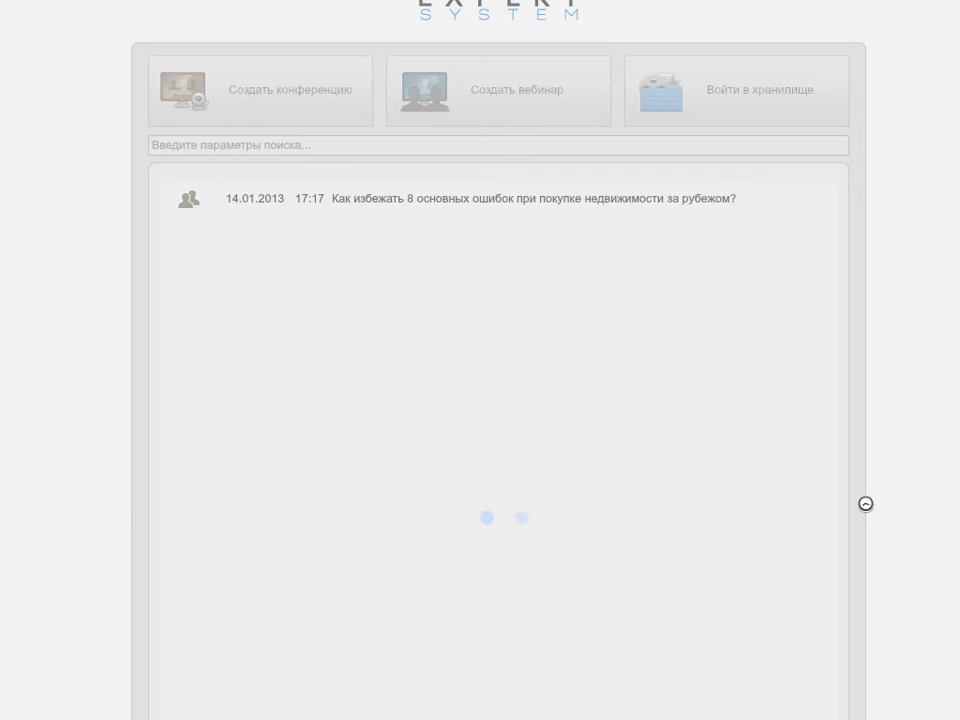 EXPERT
SYSTEM
Создать конференцию
Создать вебинар
Войти в хранилище
Введите параметры поиска...
14.01.2013 17:17 Как избежать 8 основных ошибок при покупке недвижимости за рубежом?